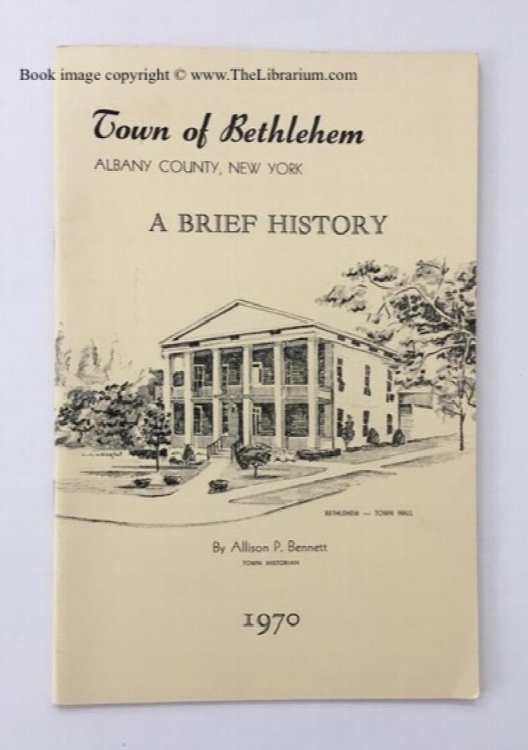 Book image copyright © www.TheLibrarium.com
Town of Bethlehem
ALBANY COUNTY, NEW YORK
A BRIEF HISTORY
BETHLEHEM — TOWN HALL
By Allison P. Bennett
TOWN HISTORIAN
1970